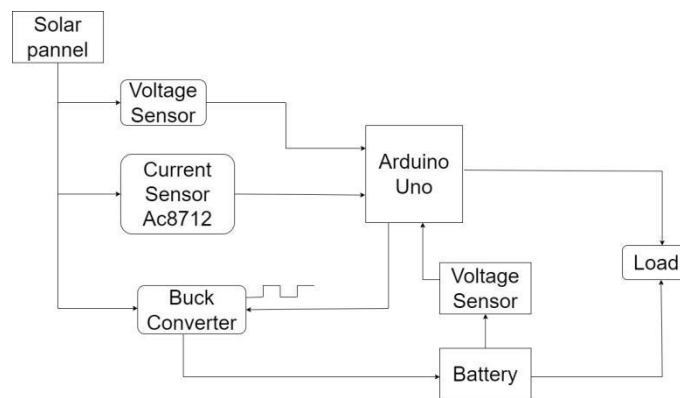 Solar
pannel
Voltage
Sensor
Current
Sensor
Ac8712
Arduino
Uno
Buck
Converter
Voltage
Sensor
Load
Battery